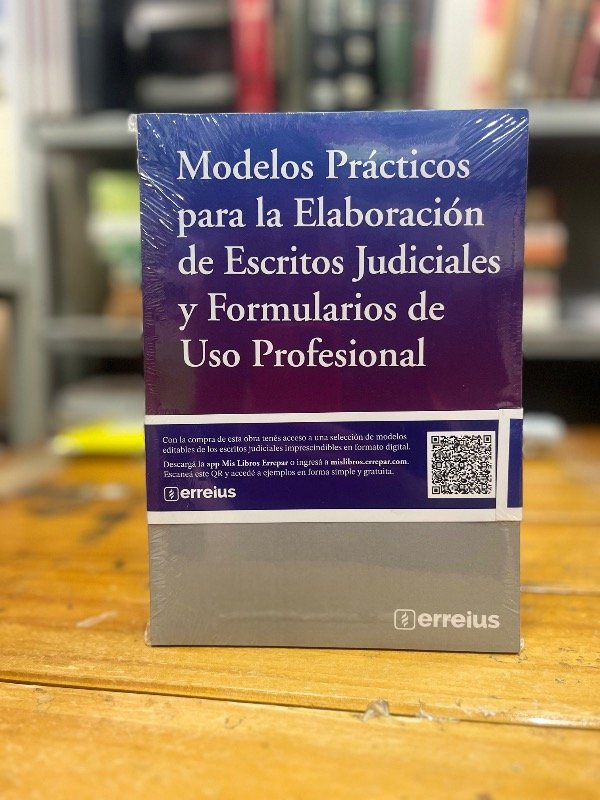 Modelos Prácticos
para la Elaboración
de Escritos Judiciales
y Formularios de
Uso Profesional
Con la compra de esta obra tenés acceso a una selección de modelos
editables de los escritos judiciales imprescindibles en formato digital.
Descargá la app Mis Libros Errepar o ingresá a mislibros.errepar.com.
Escaneá este QR y accedé a ejemplos en forma simple y gratuita.
erreius
erreius